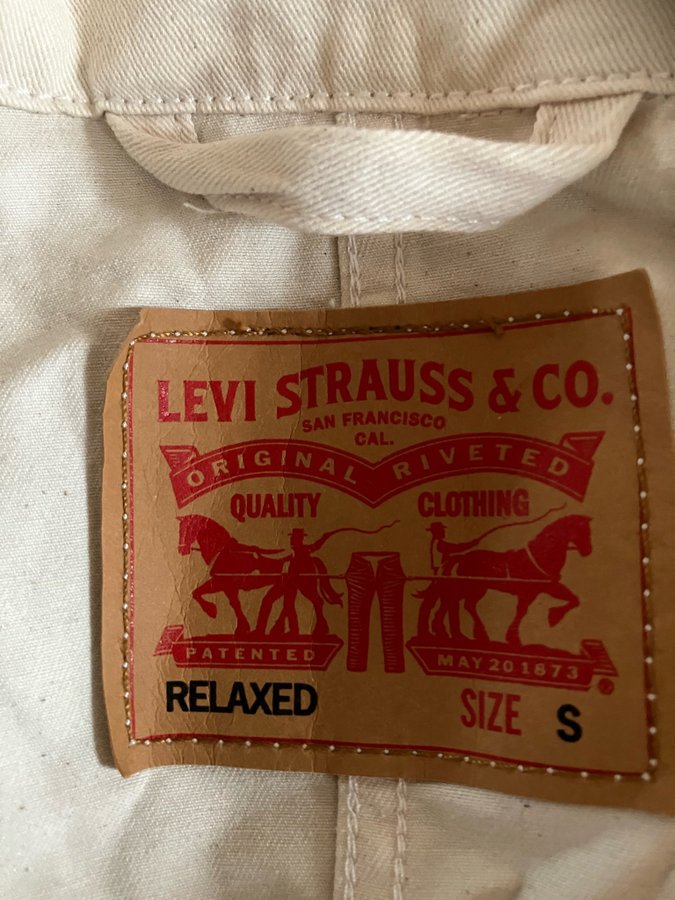 LEVI STRAUSS & CO.
SAN FRANCISCO
CAL.
ORIGINAL RIVETED
QUALITY CLOTHING
PATENTED MAY 20 1873 ®
RELAXED SIZE S